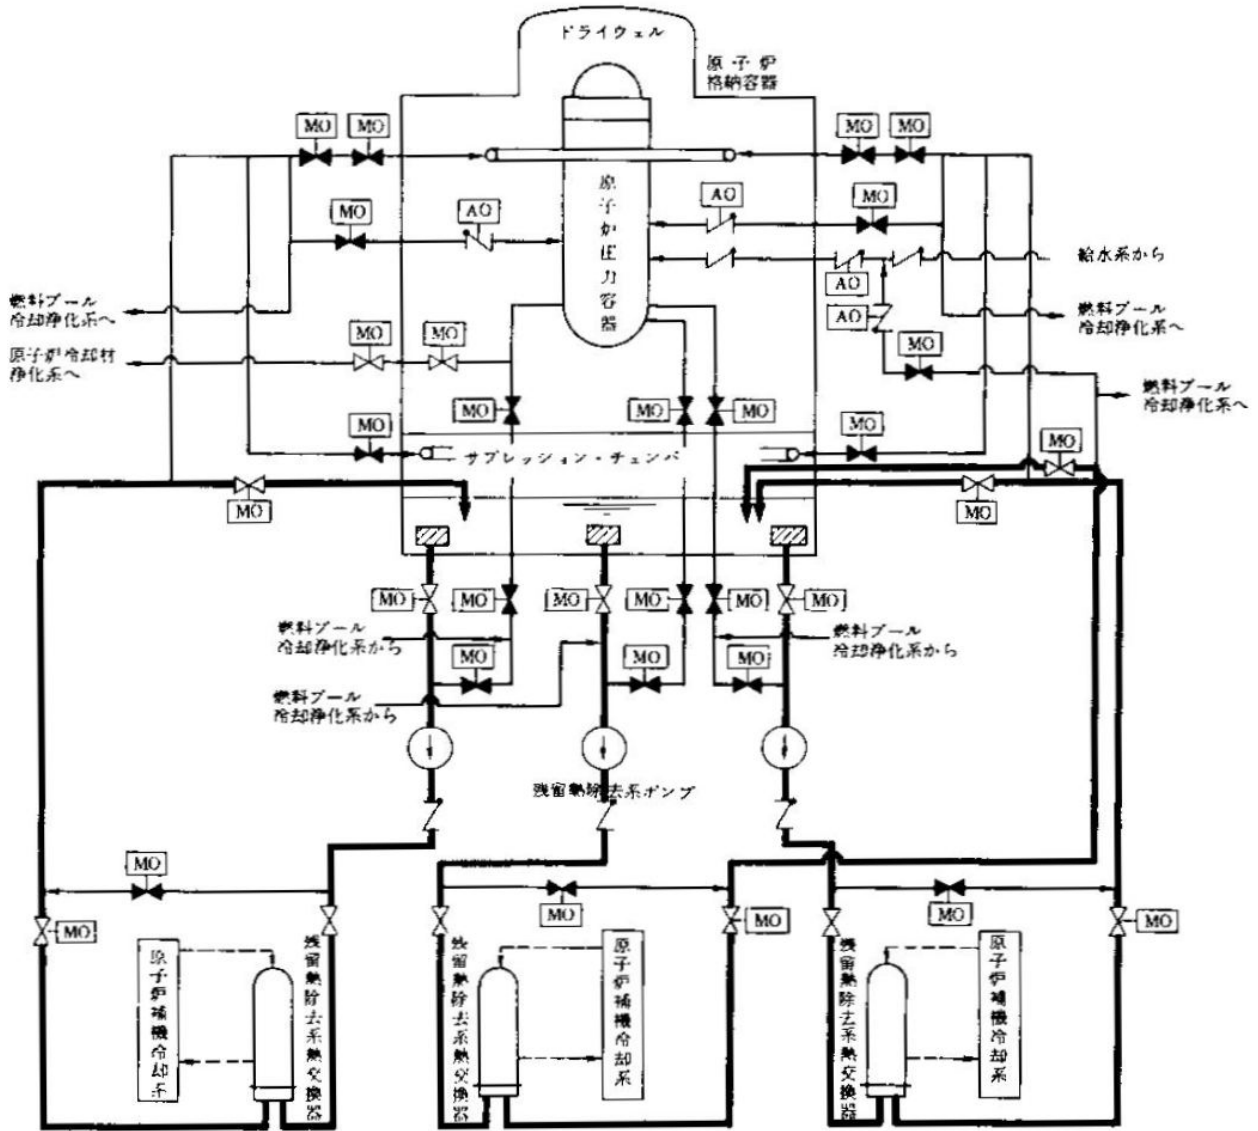 ドライウェル
原子炉
格納容器
MO
MO
MO
MO
原子炉圧力容器
MO
AO
AO
MO
給水系から
AO
AO
燃料プール
冷却浄化系へ
燃料プール
冷却浄化系へ
原子炉冷却材
浄化系へ
MO
MO
MO
燃料プール
冷却浄化系へ
MO
MO
MO
MO
MO
MO
サプレッション・チェンバ
MO
MO
MO
MO
MO
MO
MO
MO
MO
燃料プール
冷却浄化系から
燃料プール
冷却浄化系から
MO
MO
MO
燃料プール
冷却浄化系から
残留熱除去系ポンプ
MO
MO
MO
MO
MO
MO
原子炉補機冷却系
残留熱除去系熱交換器
残留熱除去系熱交換器
原子炉補機冷却系
残留熱除去系熱交換器
原子炉補機冷却系